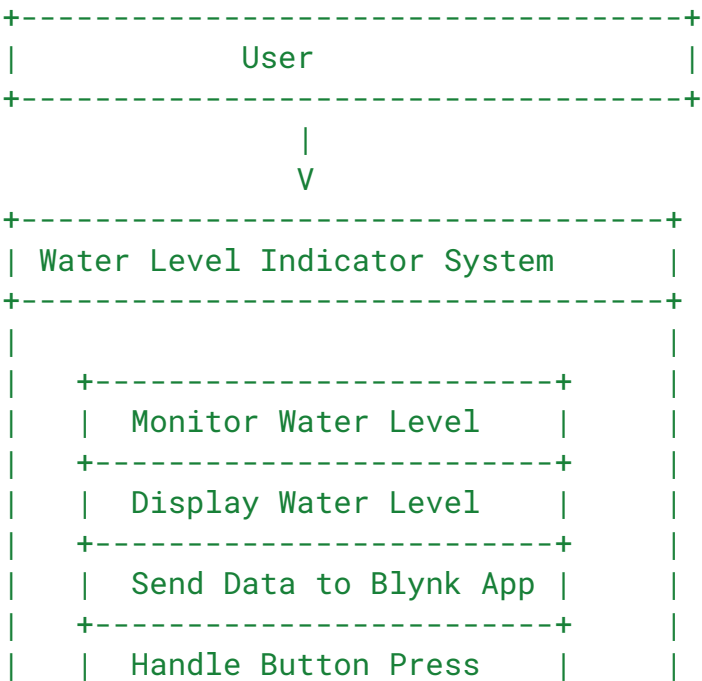 +------------------------------------+
|            User                    |
+------------------------------------+
                |
                V
+-----------------------------------+
| Water Level Indicator System      |
+-----------------------------------+
|                                   |
|   +-------------------------+     |
|   |  Monitor Water Level    |     |
|   +-------------------------+     |
|   |  Display Water Level    |     |
|   +-------------------------+     |
|   |  Send Data to Blynk App |     |
|   +-------------------------+     |
|   |  Handle Button Press    |     |